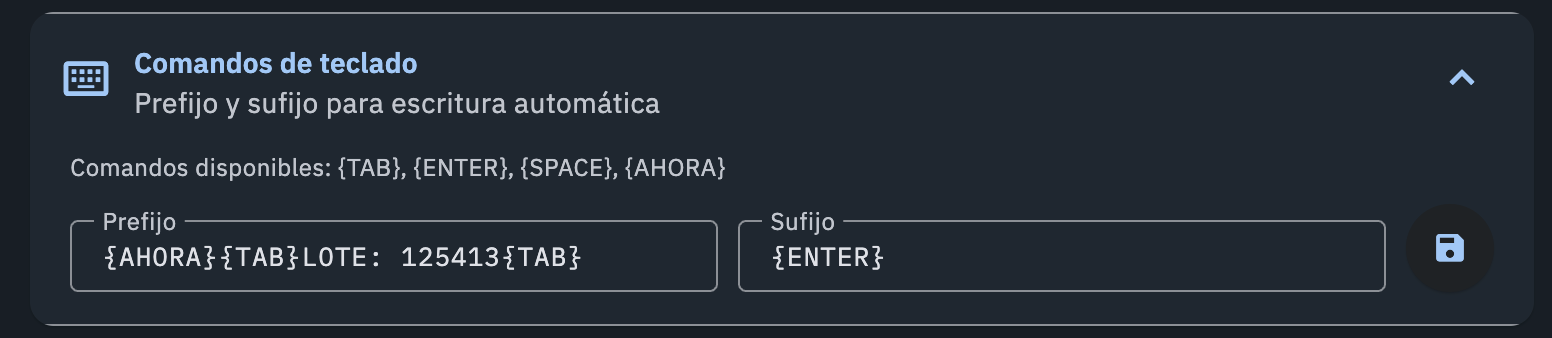 Comandos de teclado
Prefijo y sufijo para escritura automática
Comandos disponibles: {TAB}, {ENTER}, {SPACE}, {AHORA}
Prefijo
{AHORA}{TAB}LOTE: 125413{TAB}
Sufijo
{ENTER}